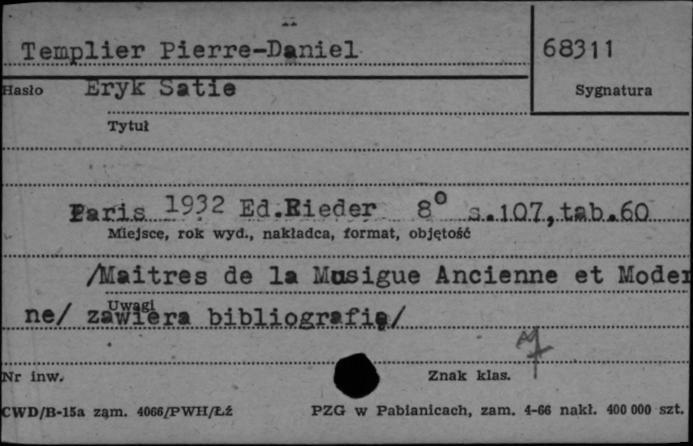 Templier Pierre-Daniel 68311
Hasło Eryk Satie Sygnatura
Tytuł
Paris 1932 Ed.Rieder 8° s.107,tab.60
Miejsce, rok wyd., nakładca, format, objętość
/Maitres de la Musigue Ancienne et Moder
ne/ zawiera bibliografię/
Uwagi
Nr inw. Znak klas.
CWD/B-15a ząm. 4066/PWH/Łź PZG w Pabianicach, zam. 4-66 nakł. 400 000 szt.